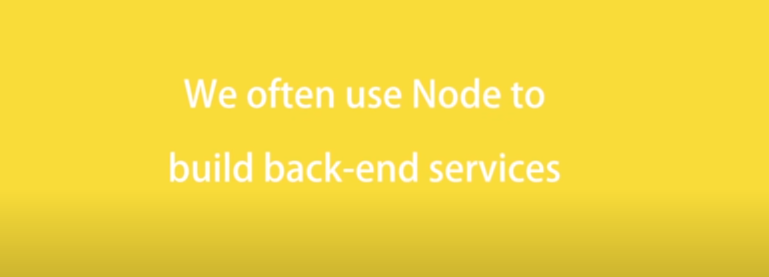 We often use Node to
build back-end services